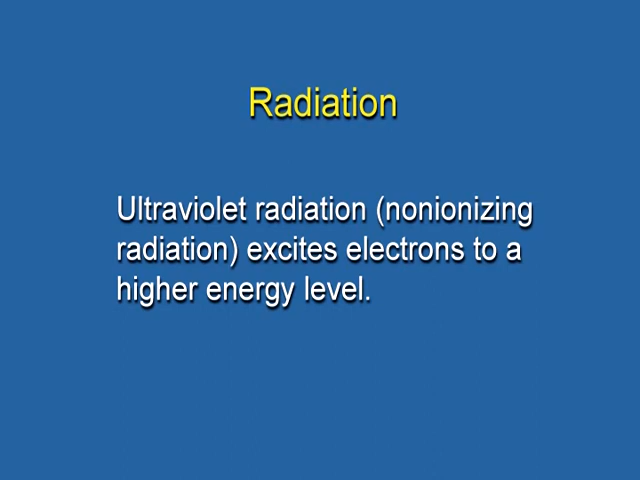 Radiation
Ultraviolet radiation (nonionizing
radiation) excites electrons to a
higher energy level.